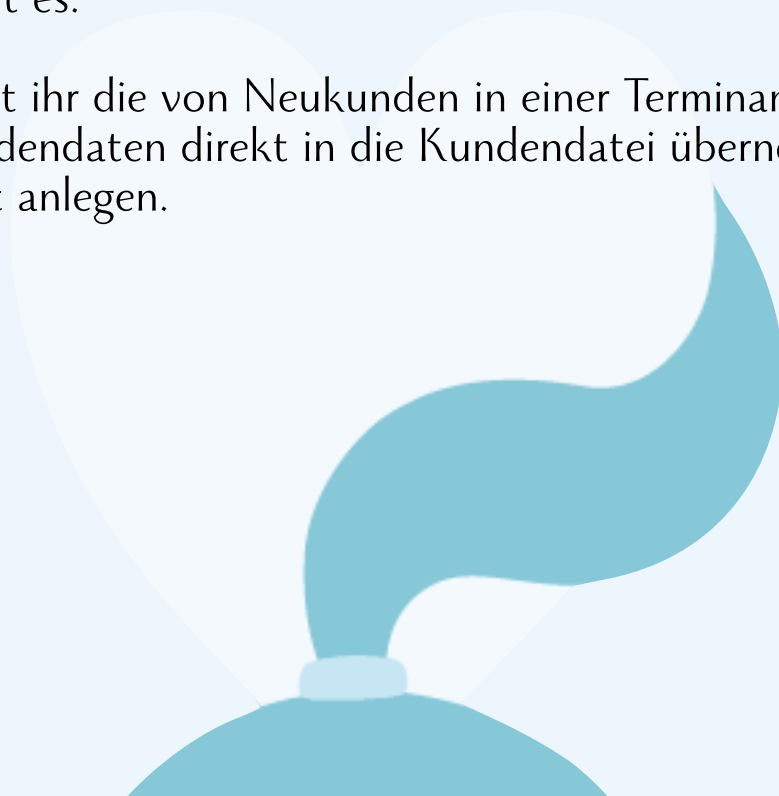 t es.
t ihr die von Neukunden in einer Terminan
dendaten direkt in die Kundendatei überne
t anlegen.